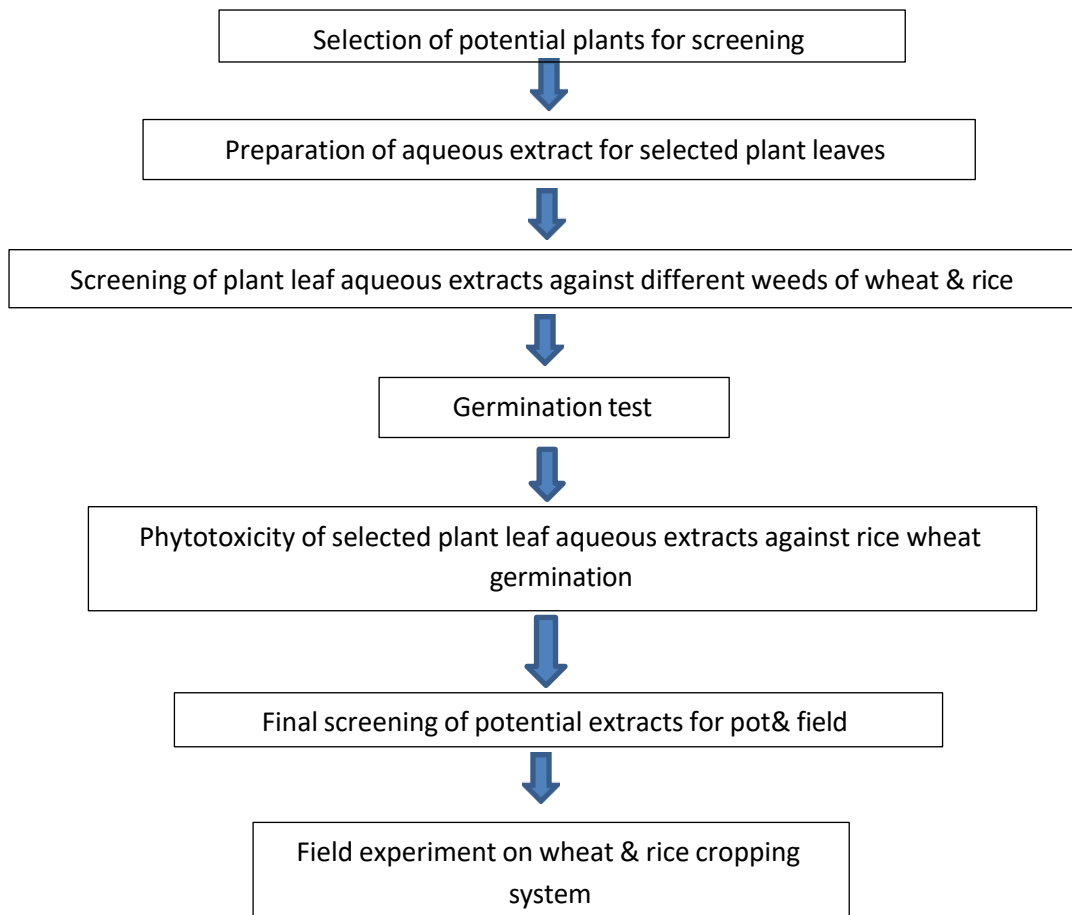 Selection of potential plants for screening
Preparation of aqueous extract for selected plant leaves
Screening of plant leaf aqueous extracts against different weeds of wheat & rice
Germination test
Phytotoxicity of selected plant leaf aqueous extracts against rice wheat
germination
Final screening of potential extracts for pot& field
Field experiment on wheat & rice cropping
system